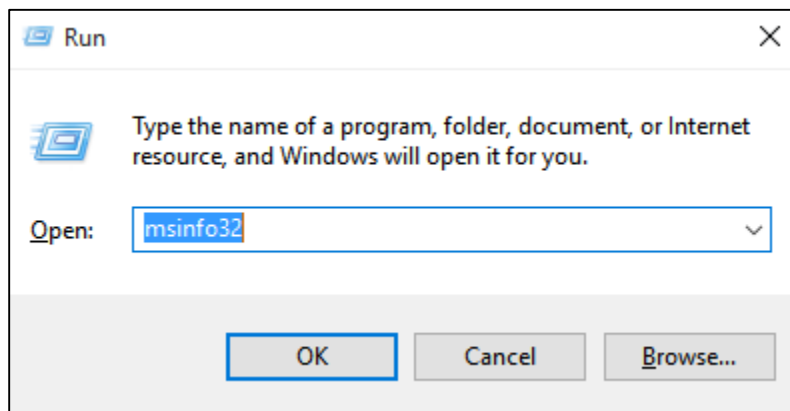 Run
Type the name of a program, folder, document, or Internet
resource, and Windows will open it for you.
Open: msinfo32
OK Cancel Browse...